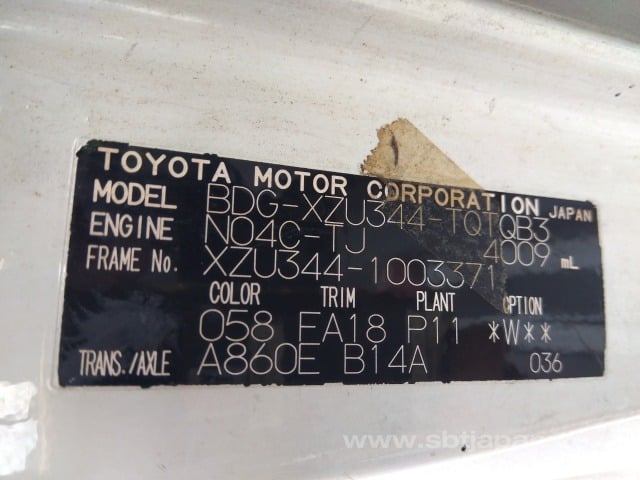 TOYOTA MOTOR CORPORATION JAPAN
MODEL BDG-XZU344-TQTQB3
ENGINE N04C-TJ 4009 mL
FRAME No. XZU344-1003371
COLOR TRIM PLANT OPTION
058 FA18 P11 *W**
TRANS./AXLE A860E B14A 036